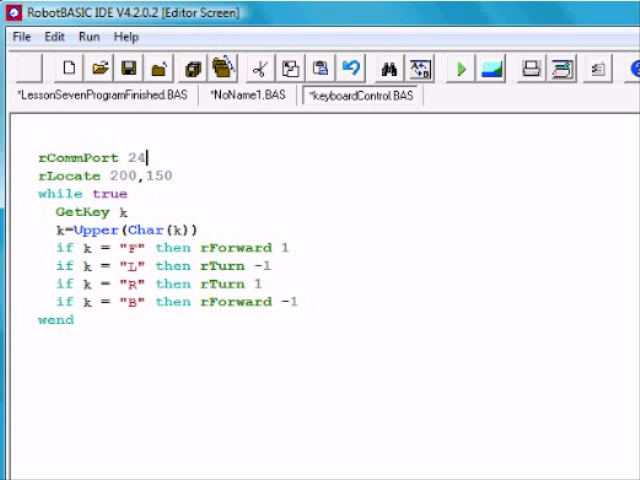 RobotBASIC IDE V4.2.0.2 [Editor Screen]
File Edit Run Help
*LessonSevenProgramFinished.BAS *NoName1.BAS *keyboardControl.BAS
rCommPort 24
rLocate 200,150
while true
GetKey k
k=Upper(Char(k))
if k = "F" then rForward 1
if k = "L" then rTurn -1
if k = "R" then rTurn 1
if k = "B" then rForward -1
wend